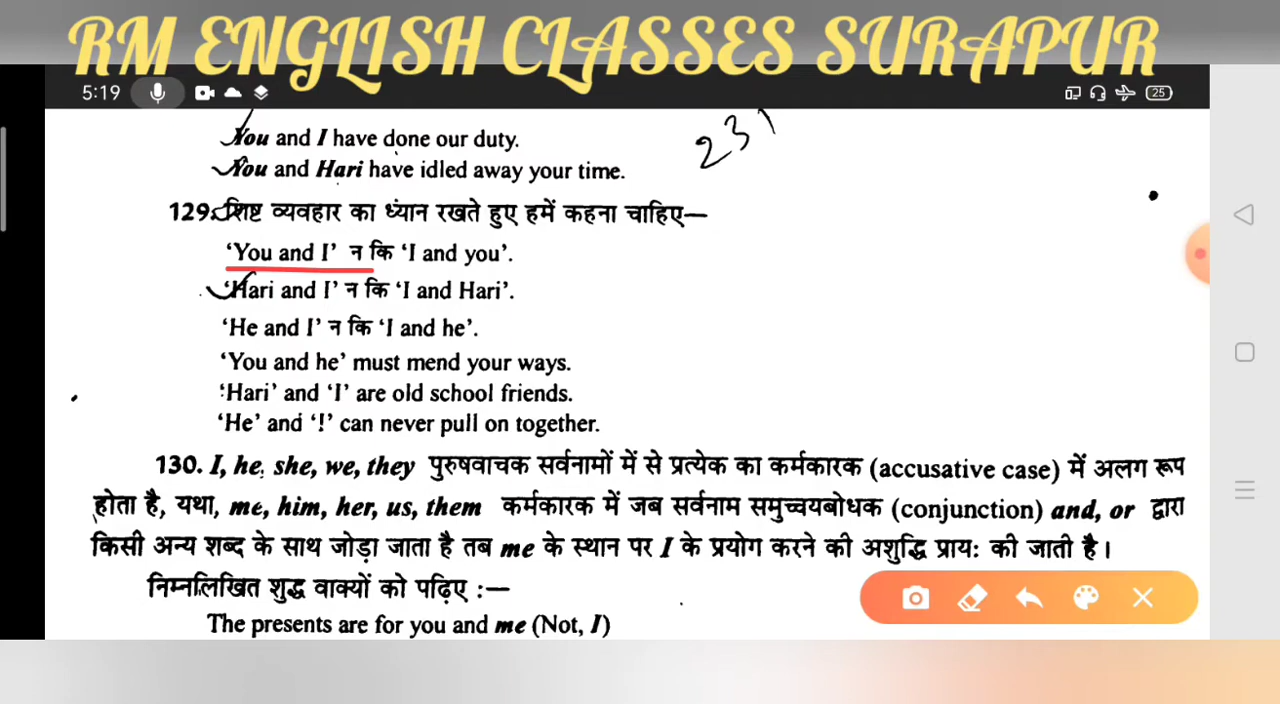 RM ENGLISH CLASSES SURAPUR
5:19
25
You and I have done our duty.
231
You and Hari have idled away your time.
129. शिष्ट व्यवहार का ध्यान रखते हुए हमें कहना चाहिए—
'You and I' न कि 'I and you'.
'Hari and I' न कि 'I and Hari'.
'He and I' न कि 'I and he'.
'You and he' must mend your ways.
'Hari' and 'I' are old school friends.
'He' and '!' can never pull on together.
130. I, he, she, we, they पुरुषवाचक सर्वनामों में से प्रत्येक का कर्मकारक (accusative case) में अलग रूप
होता है, यथा, me, him, her, us, them कर्मकारक में जब सर्वनाम समुच्चयबोधक (conjunction) and, or द्वारा
किसी अन्य शब्द के साथ जोड़ा जाता है तब me के स्थान पर I के प्रयोग करने की अशुद्धि प्रायः की जाती है।
निम्नलिखित शुद्ध वाक्यों को पढ़िए :—
The presents are for you and me (Not, I)